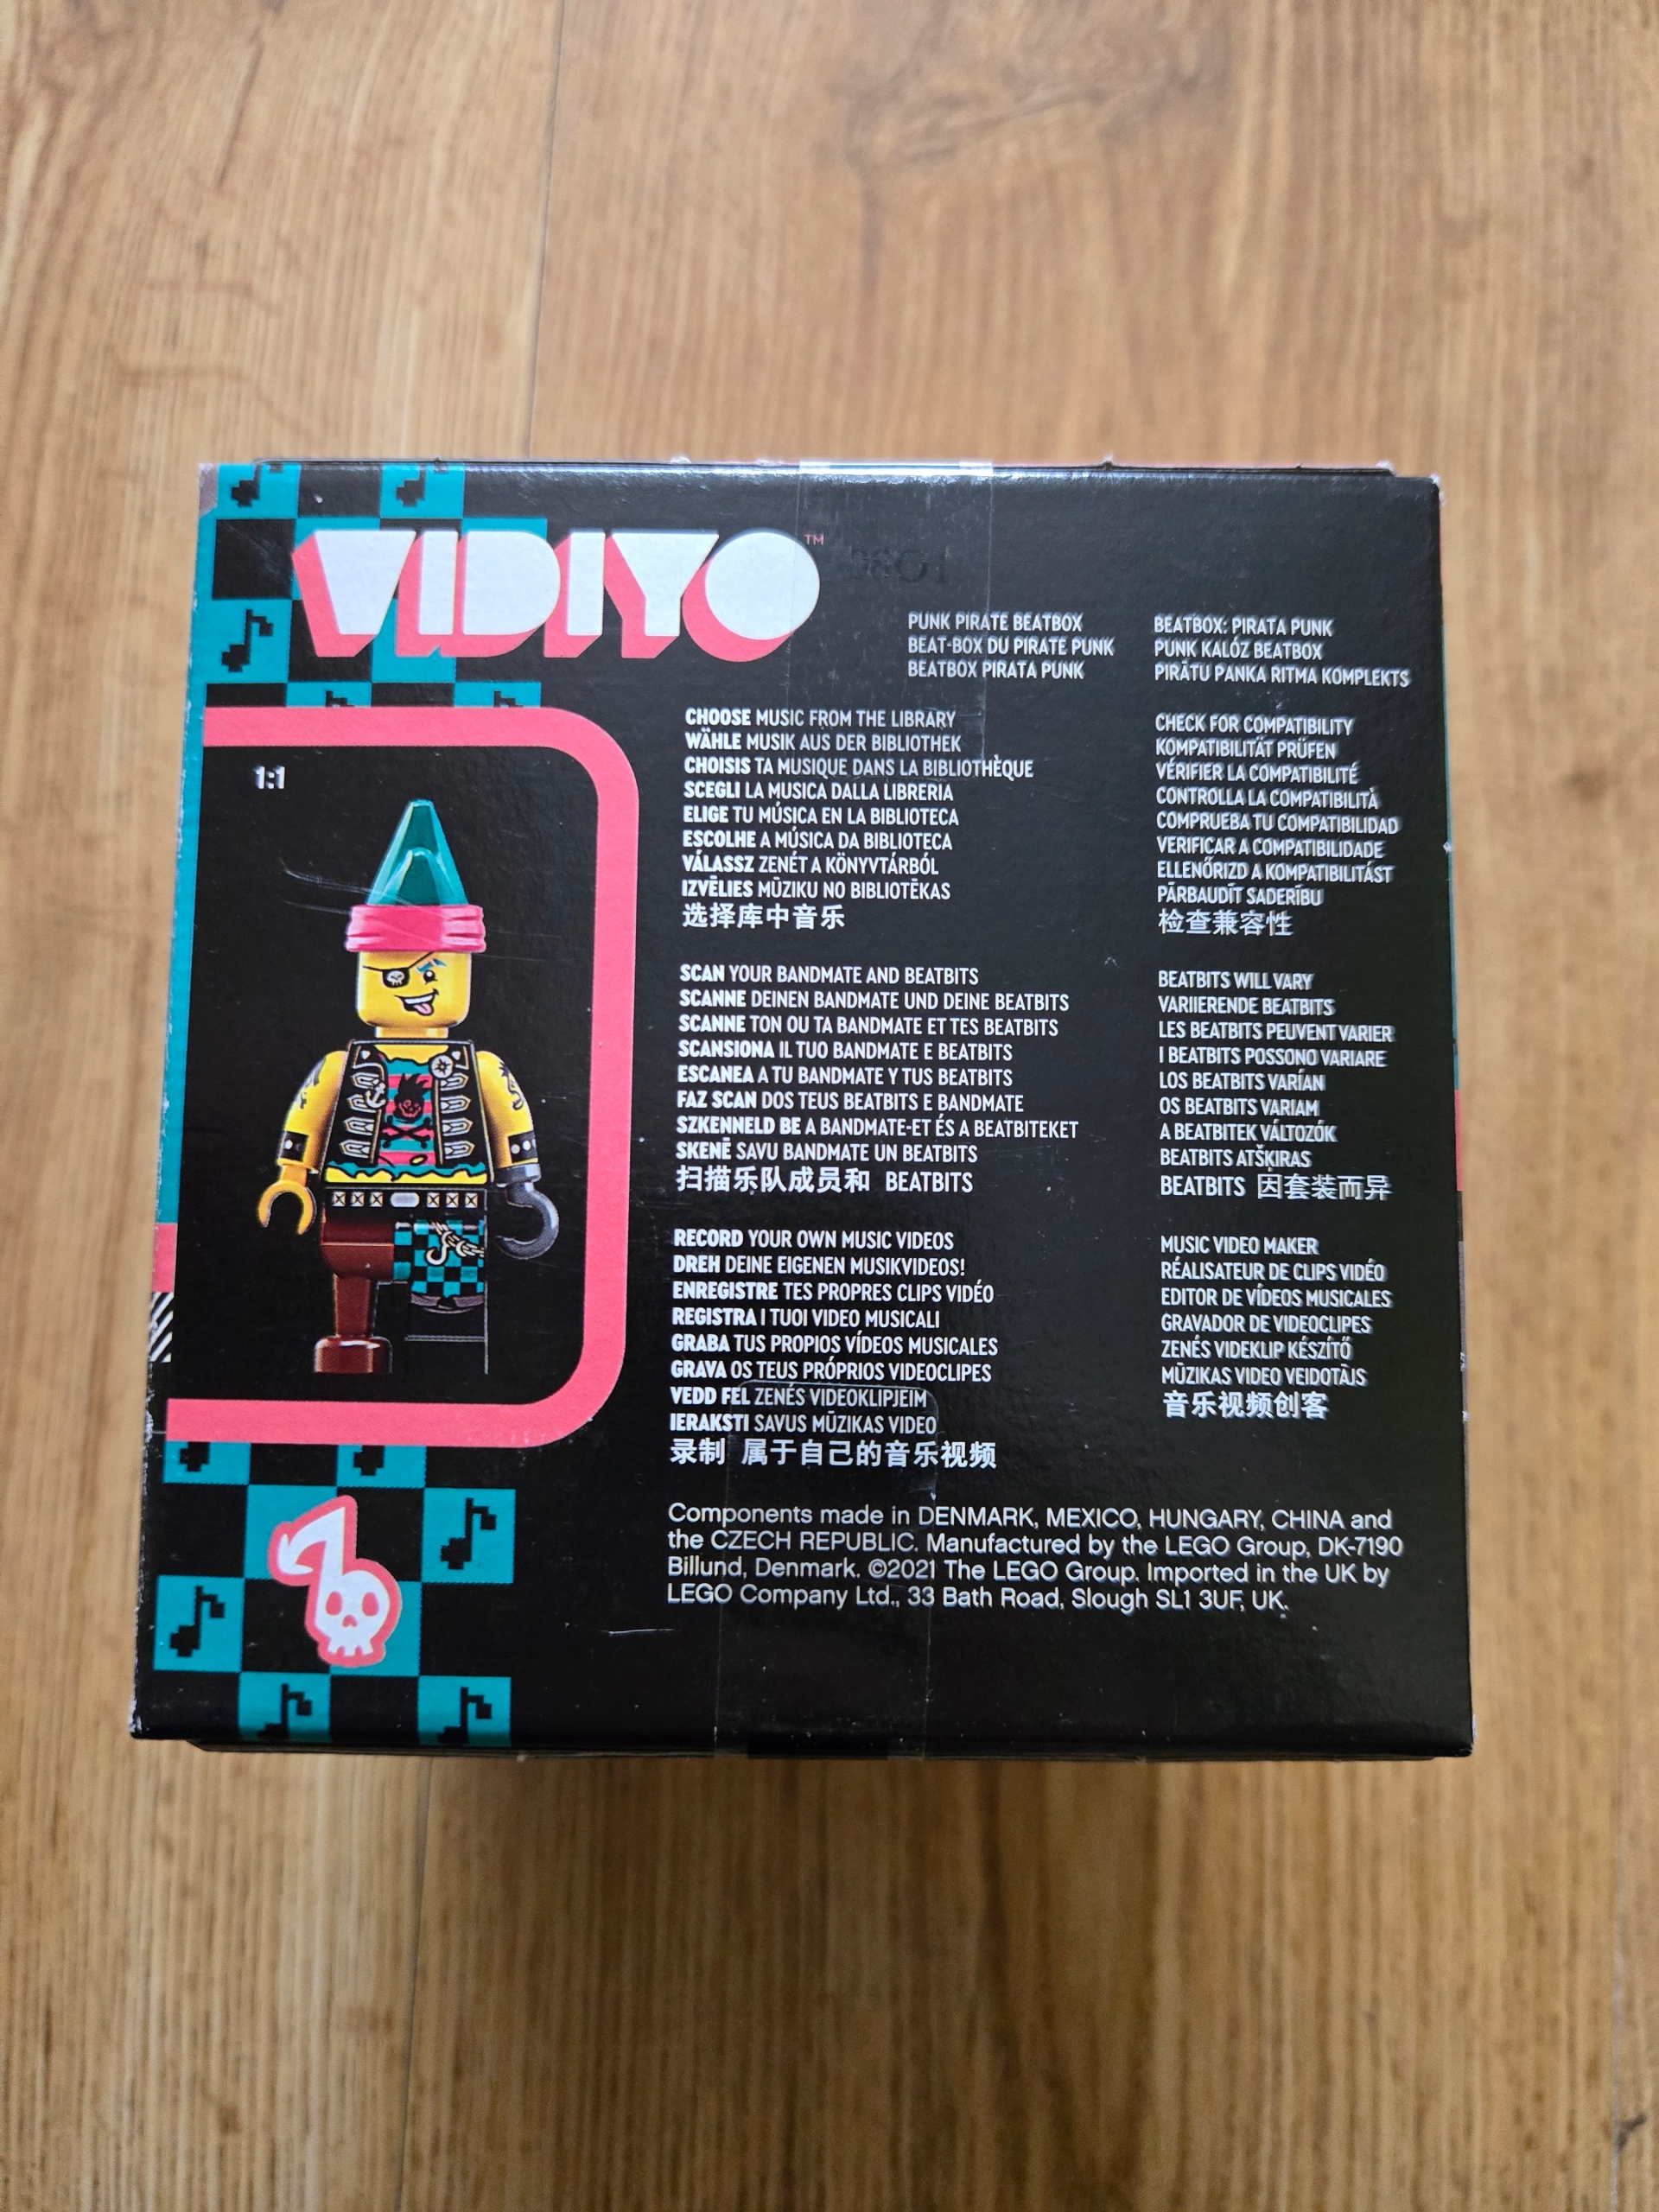 VIDIYO™
PUNK PIRATE BEATBOX
BEAT-BOX DU PIRATE PUNK
BEATBOX PIRATA PUNK
BEATBOX: PIRATA PUNK
PUNK KALÓZ BEATBOX
PIRĀTU PANKA RITMA KOMPLEKTS
1:1
CHOOSE MUSIC FROM THE LIBRARY
WÄHLE MUSIK AUS DER BIBLIOTHEK
CHOISIS TA MUSIQUE DANS LA BIBLIOTHÈQUE
SCEGLI LA MUSICA DALLA LIBRERIA
ELIGE TU MÚSICA EN LA BIBLIOTECA
ESCOLHE A MÚSICA DA BIBLIOTECA
VÁLASSZ ZENÉT A KÖNYVTÁRBÓL
IZVĒLIES MŪZIKU NO BIBLIOTĒKAS
选择库中音乐
SCAN YOUR BANDMATE AND BEATBITS
SCANNE DEINEN BANDMATE UND DEINE BEATBITS
SCANNE TON OU TA BANDMATE ET TES BEATBITS
SCANSIONA IL TUO BANDMATE E BEATBITS
ESCANEA A TU BANDMATE Y TUS BEATBITS
FAZ SCAN DOS TEUS BEATBITS E BANDMATE
SZKENNELD BE A BANDMATE-ET ÉS A BEATBITEKET
SKENĒ SAVU BANDMATE UN BEATBITS
扫描乐队成员和 BEATBITS
RECORD YOUR OWN MUSIC VIDEOS
DREH DEINE EIGENEN MUSIKVIDEOS!
ENREGISTRE TES PROPRES CLIPS VIDÉO
REGISTRA I TUOI VIDEO MUSICALI
GRABA TUS PROPIOS VÍDEOS MUSICALES
GRAVA OS TEUS PRÓPRIOS VIDEOCLIPES
VEDD FEL ZENÉS VIDEOKLIPJEIM
IERAKSTI SAVUS MŪZIKAS VIDEO
录制 属于自己的音乐视频
CHECK FOR COMPATIBILITY
KOMPATIBILITÄT PRÜFEN
VÉRIFIER LA COMPATIBILITÉ
CONTROLLA LA COMPATIBILITÀ
COMPRUEBA TU COMPATIBILIDAD
VERIFICAR A COMPATIBILIDADE
ELLENŐRIZD A KOMPATIBILITÁST
PĀRBAUDĪT SADERĪBU
检查兼容性
BEATBITS WILL VARY
VARIIERENDE BEATBITS
LES BEATBITS PEUVENT VARIER
I BEATBITS POSSONO VARIARE
LOS BEATBITS VARÍAN
OS BEATBITS VARIAM
A BEATBITEK VÁLTOZÓK
BEATBITS ATŠĶIRAS
BEATBITS 因套装而异
MUSIC VIDEO MAKER
RÉALISATEUR DE CLIPS VIDÉO
EDITOR DE VÍDEOS MUSICALES
GRAVADOR DE VIDEOCLIPES
ZENÉS VIDEKLIP KÉSZÍTŐ
MŪZIKAS VIDEO VEIDOTĀJS
音乐视频创客
Components made in DENMARK, MEXICO, HUNGARY, CHINA and
the CZECH REPUBLIC. Manufactured by the LEGO Group, DK-7190
Billund, Denmark. ©2021 The LEGO Group. Imported in the UK by
LEGO Company Ltd., 33 Bath Road, Slough SL1 3UF, UK.